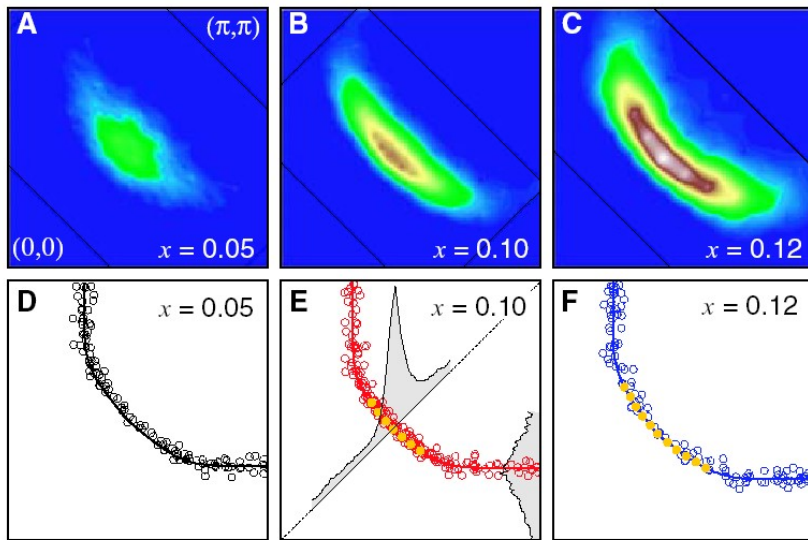 A
(π,π)
(0,0)
x = 0.05
B
x = 0.10
C
x = 0.12
D
x = 0.05
E
x = 0.10
F
x = 0.12